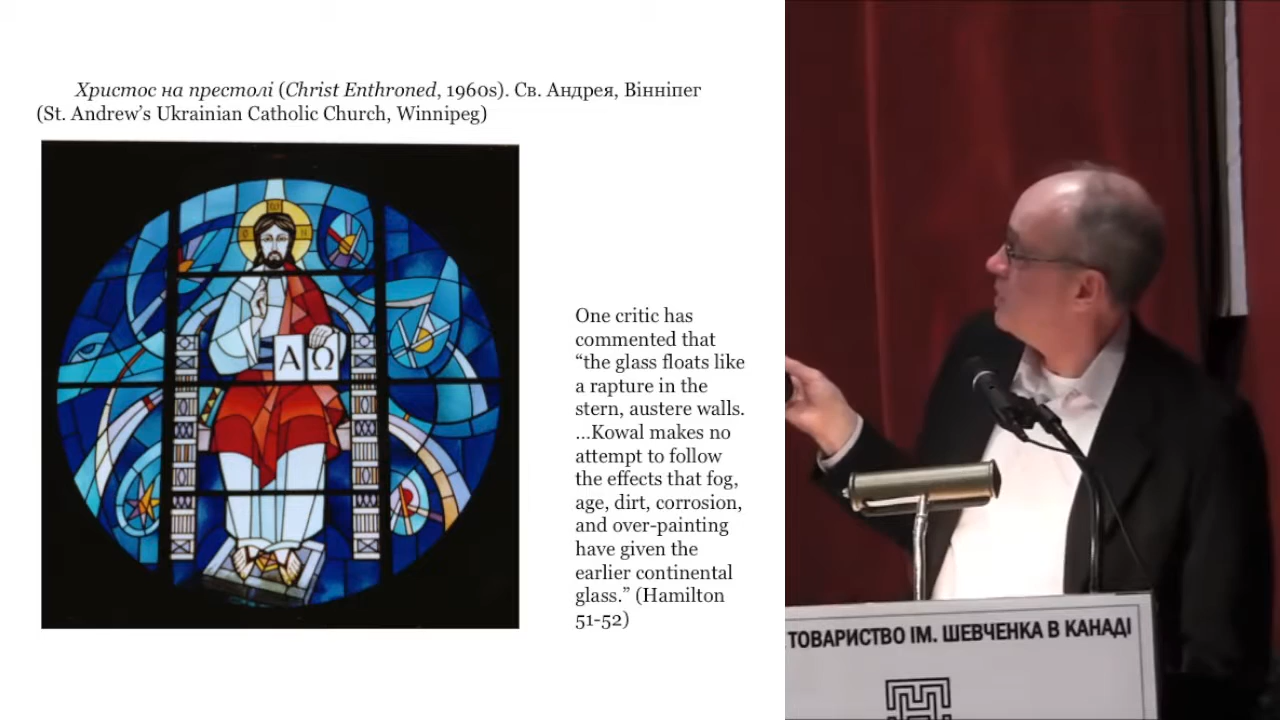 Христос на престолі (Christ Enthroned, 1960s). Св. Андрея, Вінніпег
(St. Andrew’s Ukrainian Catholic Church, Winnipeg)
Α Ω
One critic has
commented that
“the glass floats like
a rapture in the
stern, austere walls.
…Kowal makes no
attempt to follow
the effects that fog,
age, dirt, corrosion,
and over-painting
have given the
earlier continental
glass.” (Hamilton
51-52)
ТОВАРИСТВО ІМ. ШЕВЧЕНКА В КАНАДІ